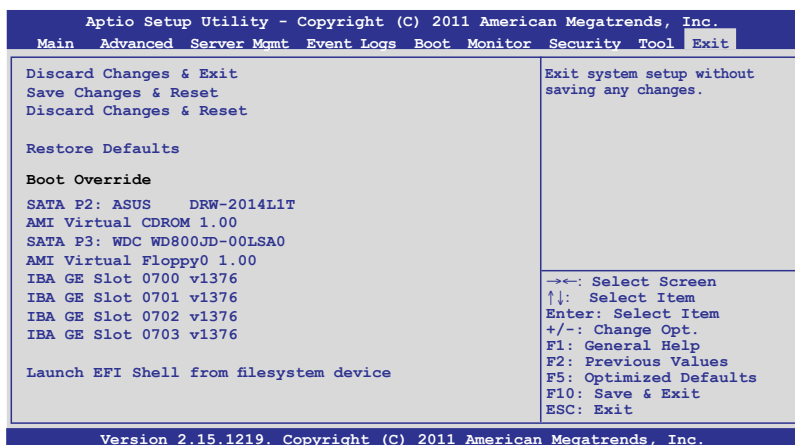 Aptio Setup Utility - Copyright (C) 2011 American Megatrends, Inc.
Main Advanced Server Mgmt Event Logs Boot Monitor Security Tool Exit
Discard Changes & Exit
Save Changes & Reset
Discard Changes & Reset
Restore Defaults
Boot Override
SATA P2: ASUS DRW-2014L1T
AMI Virtual CDROM 1.00
SATA P3: WDC WD800JD-00LSA0
AMI Virtual Floppy0 1.00
IBA GE Slot 0700 v1376
IBA GE Slot 0701 v1376
IBA GE Slot 0702 v1376
IBA GE Slot 0703 v1376
Launch EFI Shell from filesystem device
Exit system setup without
saving any changes.
→←: Select Screen
↑↓: Select Item
Enter: Select Item
+/-: Change Opt.
F1: General Help
F2: Previous Values
F5: Optimized Defaults
F10: Save & Exit
ESC: Exit
Version 2.15.1219. Copyright (C) 2011 American Megatrends, Inc.